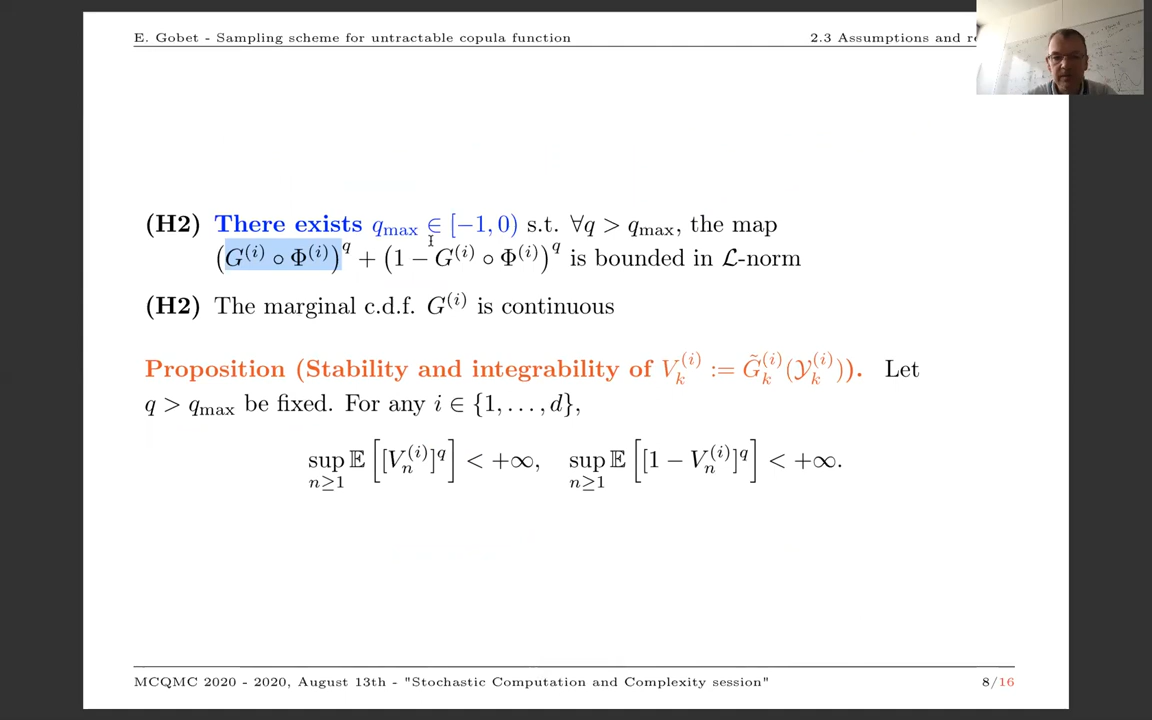 E. Gobet - Sampling scheme for untractable copula function
2.3 Assumptions and
(H2) There exists q_max ∈ [−1, 0) s.t. ∀q > q_max, the map
(G^(i) ∘ Φ^(i))^q + (1 − G^(i) ∘ Φ^(i))^q is bounded in ℒ-norm
(H2) The marginal c.d.f. G^(i) is continuous
Proposition (Stability and integrability of V_k^(i) := G̃_k^(i)(𝒴_k^(i))). Let
q > q_max be fixed. For any i ∈ {1, . . . , d},
sup_{n≥1} 𝔼[[V_n^(i)]^q] < +∞, sup_{n≥1} 𝔼[[1 − V_n^(i)]^q] < +∞.
MCQMC 2020 - 2020, August 13th - "Stochastic Computation and Complexity session"
8/16